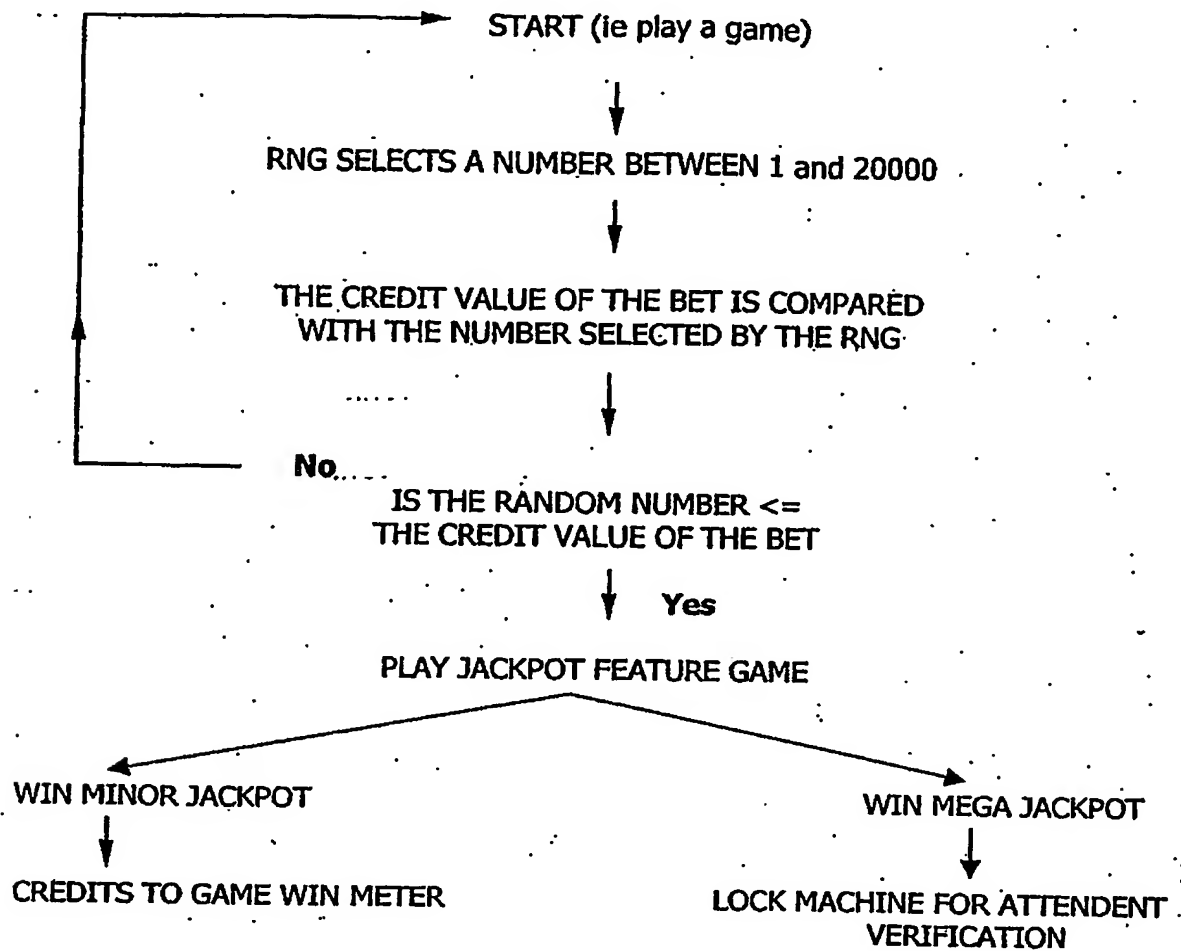 START (ie play a game)
RNG SELECTS A NUMBER BETWEEN 1 and 20000
THE CREDIT VALUE OF THE BET IS COMPARED
WITH THE NUMBER SELECTED BY THE RNG
No
IS THE RANDOM NUMBER <=
THE CREDIT VALUE OF THE BET
Yes
PLAY JACKPOT FEATURE GAME
WIN MINOR JACKPOT
WIN MEGA JACKPOT
CREDITS TO GAME WIN METER
LOCK MACHINE FOR ATTENDENT
VERIFICATION